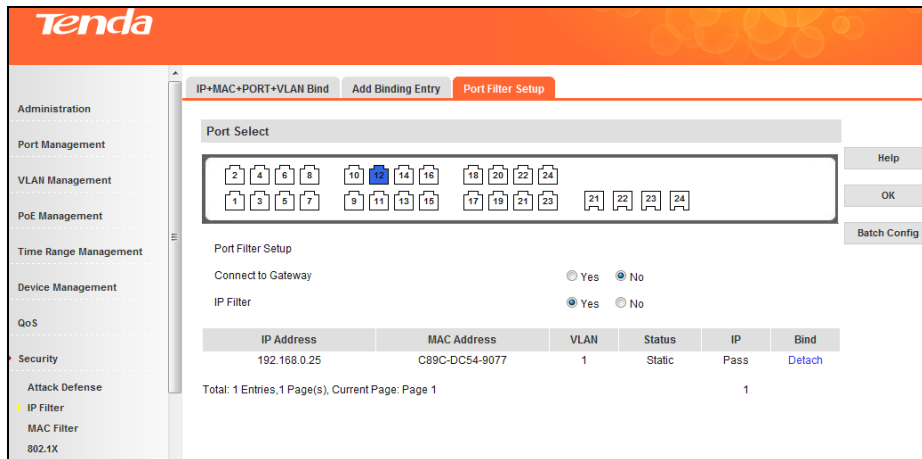 Tenda
IP+MAC+PORT+VLAN Bind Add Binding Entry Port Filter Setup
Administration
Port Management
VLAN Management
PoE Management
Time Range Management
Device Management
QoS
Security
Attack Defense
IP Filter
MAC Filter
802.1X
Port Select
2 4 6 8 10 12 14 16 18 20 22 24
1 3 5 7 9 11 13 15 17 19 21 23 21 22 23 24
Help
OK
Batch Config
Port Filter Setup
Connect to Gateway Yes No
IP Filter Yes No
IP Address MAC Address VLAN Status IP Bind
192.168.0.25 C89C-DC54-9077 1 Static Pass Detach
Total: 1 Entries,1 Page(s), Current Page: Page 1 1